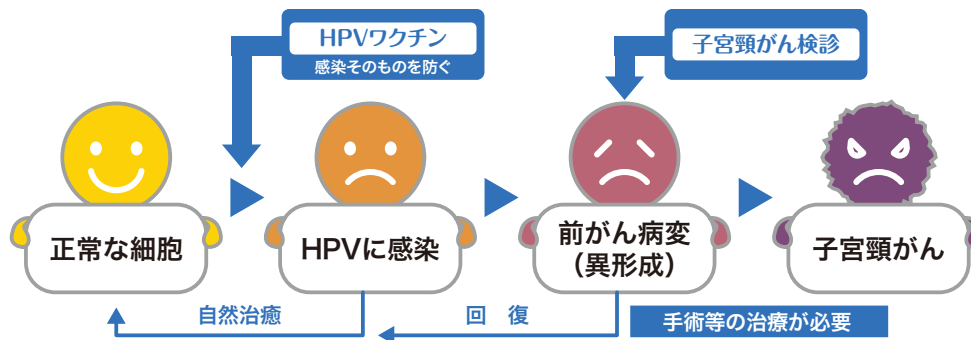 HPVワクチン
感染そのものを防ぐ
子宮頸がん検診
正常な細胞
HPVに感染
前がん病変
（異形成）
子宮頸がん
自然治癒
回　復
手術等の治療が必要